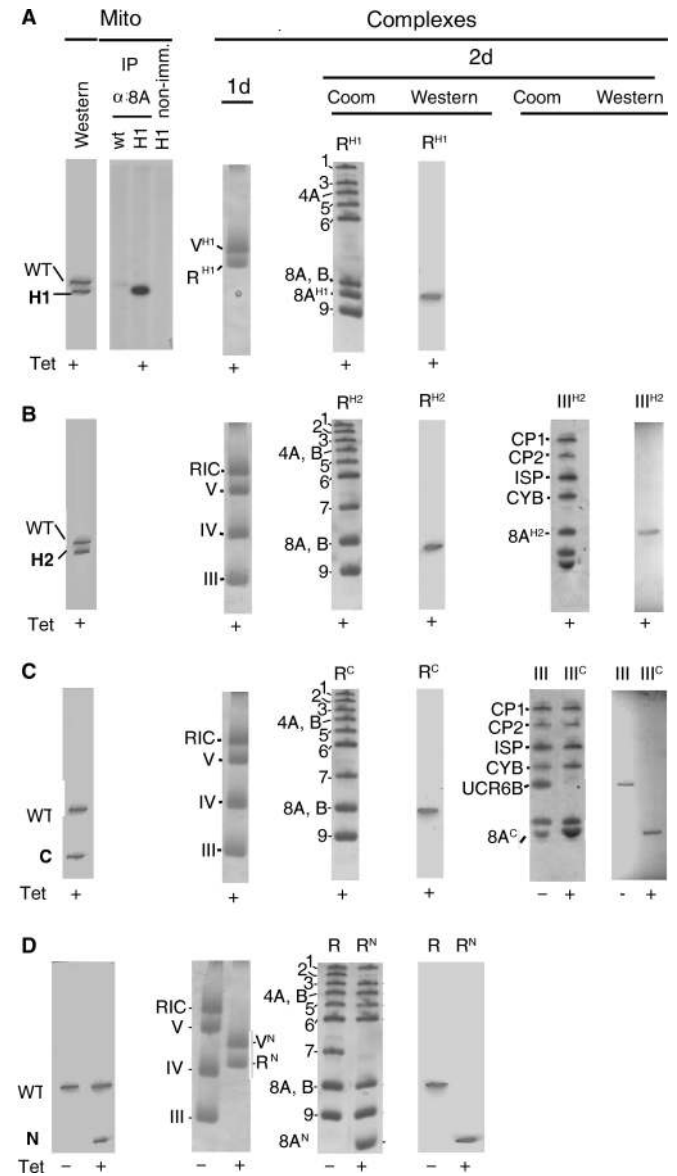 A Mito Complexes
IP 2d
α:8A 1d Coom Western Coom Western
Western wt H1 H1 non-imm.
R^H1 R^H1
1
3
4A
5
6
V^H1
WT R^H1
H1
8A, B
8A^H1
9
Tet + + + + +
B R^H2 R^H2 III^H2 III^H2
1
2
3
4A, B
5
6
7
8A, B
9
RIC
V
IV
III
CP1
CP2
ISP
CYB
8A^H2
WT
H2
Tet + + + + + +
C R^C R^C III III^C III III^C
1
2
3
4A, B
5
6
7
8A, B
9
RIC
V
IV
III
CP1
CP2
ISP
CYB
UCR6B
8A^C
WT
C
Tet + + + + – + - +
D R R^N R R^N
1
2
3
4A, B
5
6
7
8A, B
9
8A^N
RIC
V
IV
III
V^N
R^N
WT
N
Tet – + – + – + – +